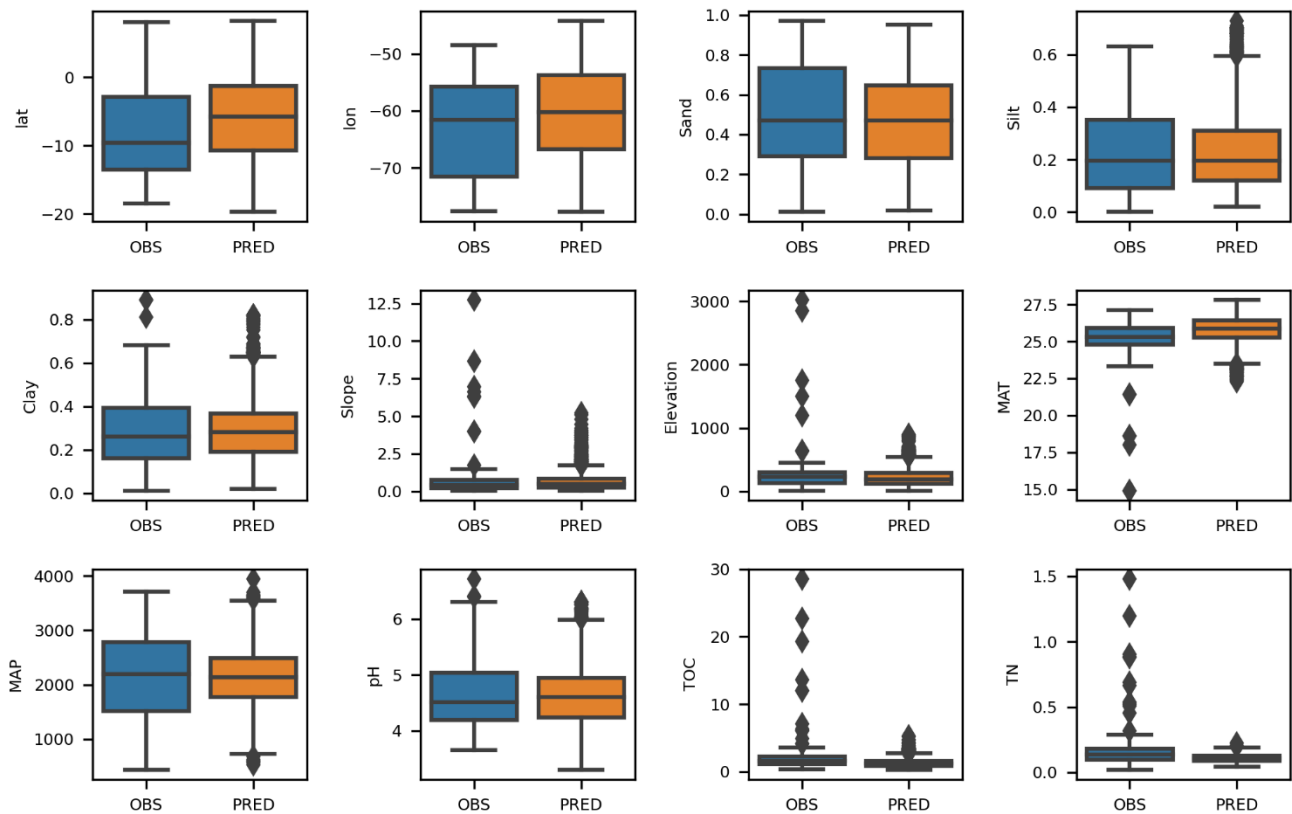 lat
0
−10
−20
OBS PRED
lon
−50
−60
−70
OBS PRED
Sand
1.0
0.8
0.6
0.4
0.2
0.0
OBS PRED
Silt
0.6
0.4
0.2
0.0
OBS PRED
Clay
0.8
0.6
0.4
0.2
0.0
OBS PRED
Slope
12.5
10.0
7.5
5.0
2.5
0.0
OBS PRED
Elevation
3000
2000
1000
0
OBS PRED
MAT
27.5
25.0
22.5
20.0
17.5
15.0
OBS PRED
MAP
4000
3000
2000
1000
OBS PRED
pH
6
5
4
OBS PRED
TOC
30
20
10
0
OBS PRED
TN
1.5
1.0
0.5
0.0
OBS PRED